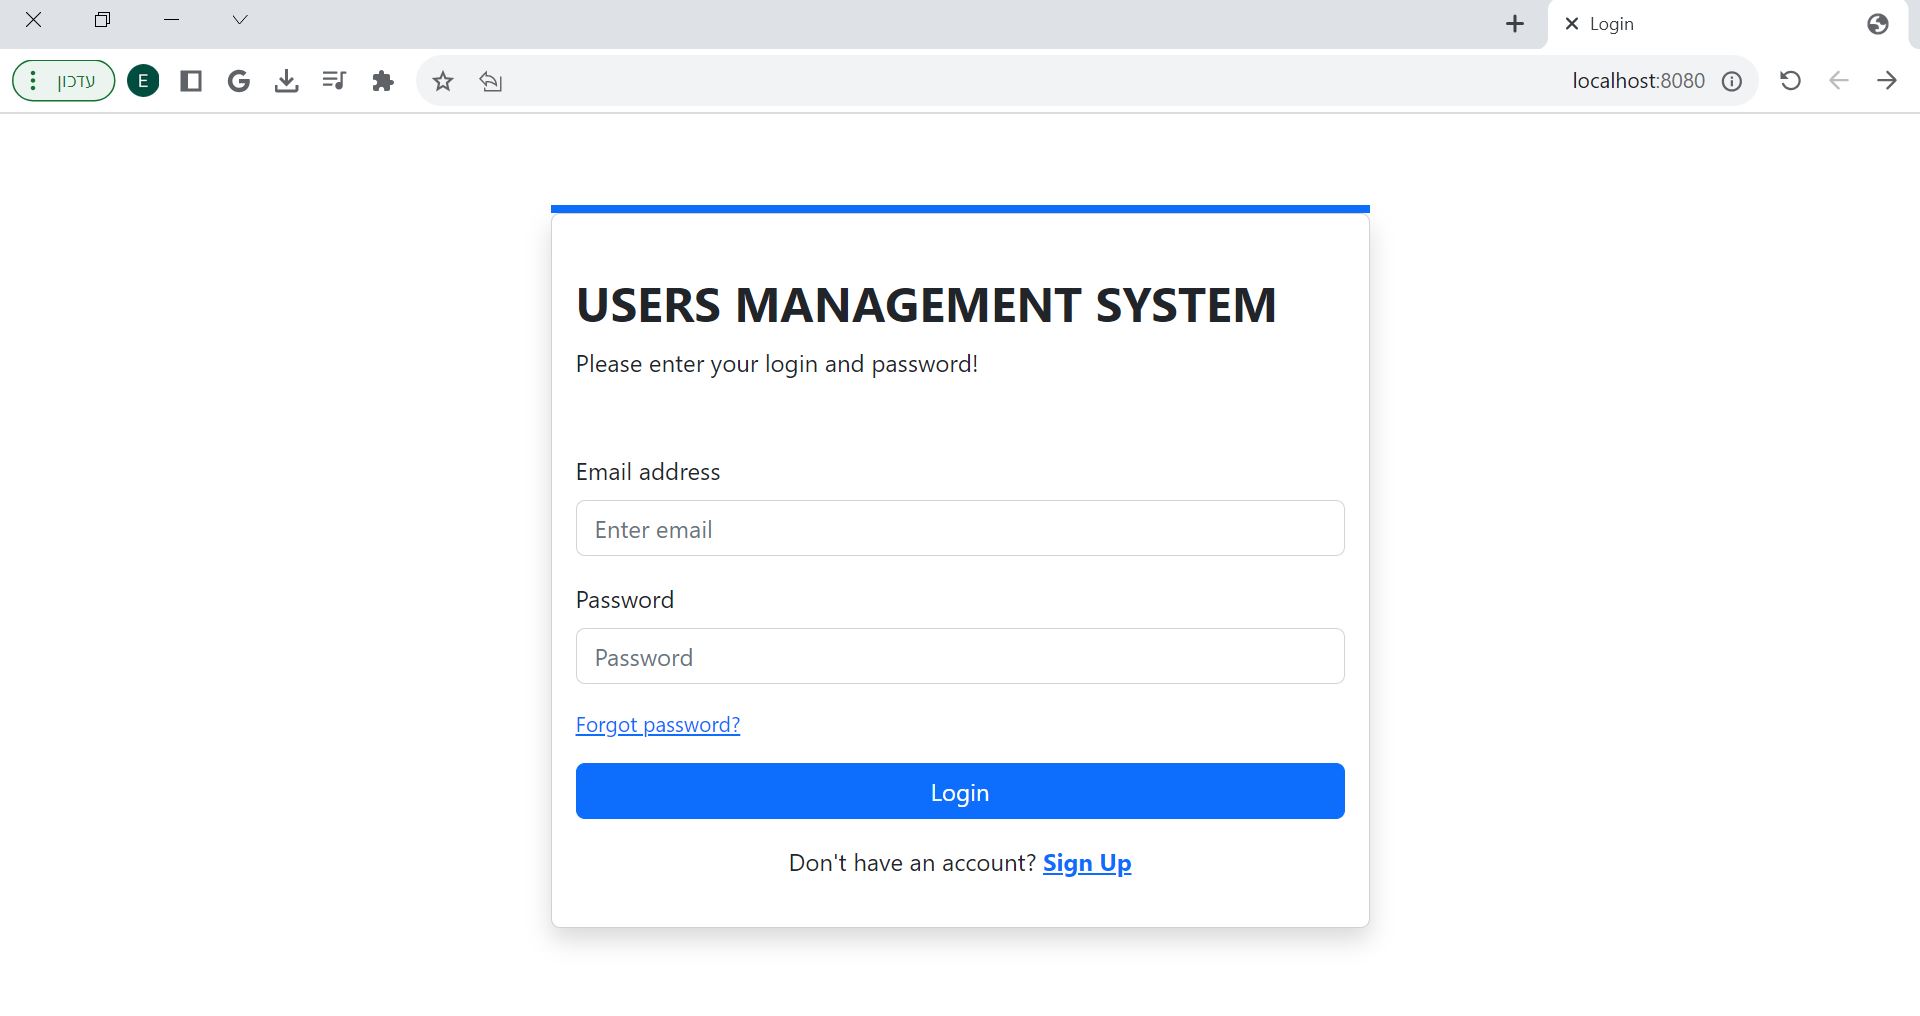 Login
localhost:8080
E
עדכון
USERS MANAGEMENT SYSTEM
Please enter your login and password!
Email address
Enter email
Password
Password
Forgot password?
Login
Don't have an account? Sign Up